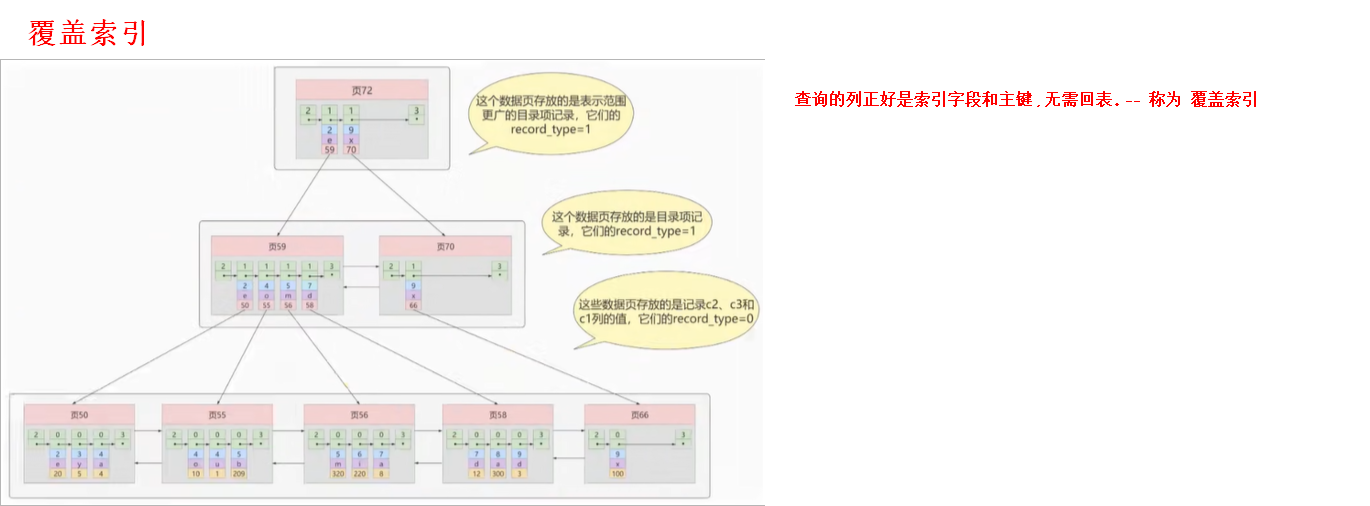 覆盖索引
页72
这个数据页存放的是表示范围
更广的目录项记录，它们的
record_type=1
查询的列正好是索引字段和主键,无需回表. -- 称为 覆盖索引
2 1 1 3
2 9
e x
59 70
这个数据页存放的是目录项记
录，它们的record_type=1
页59 页70
2 1 1 1 1 3 2 1 3
2 4 5 7 9
e o m d x
50 55 56 58 66
这些数据页存放的是记录c2、c3和
c1列的值，它们的record_type=0
页50 页55 页56 页58 页66
2 0 0 0 3 2 0 0 0 3 2 0 0 0 3 2 0 0 0 3 2 0 3
2 3 4 4 4 5 5 6 7 7 8 9 9
e y a o u b m i a d a d x
20 5 4 10 1 209 320 220 8 12 300 3 100